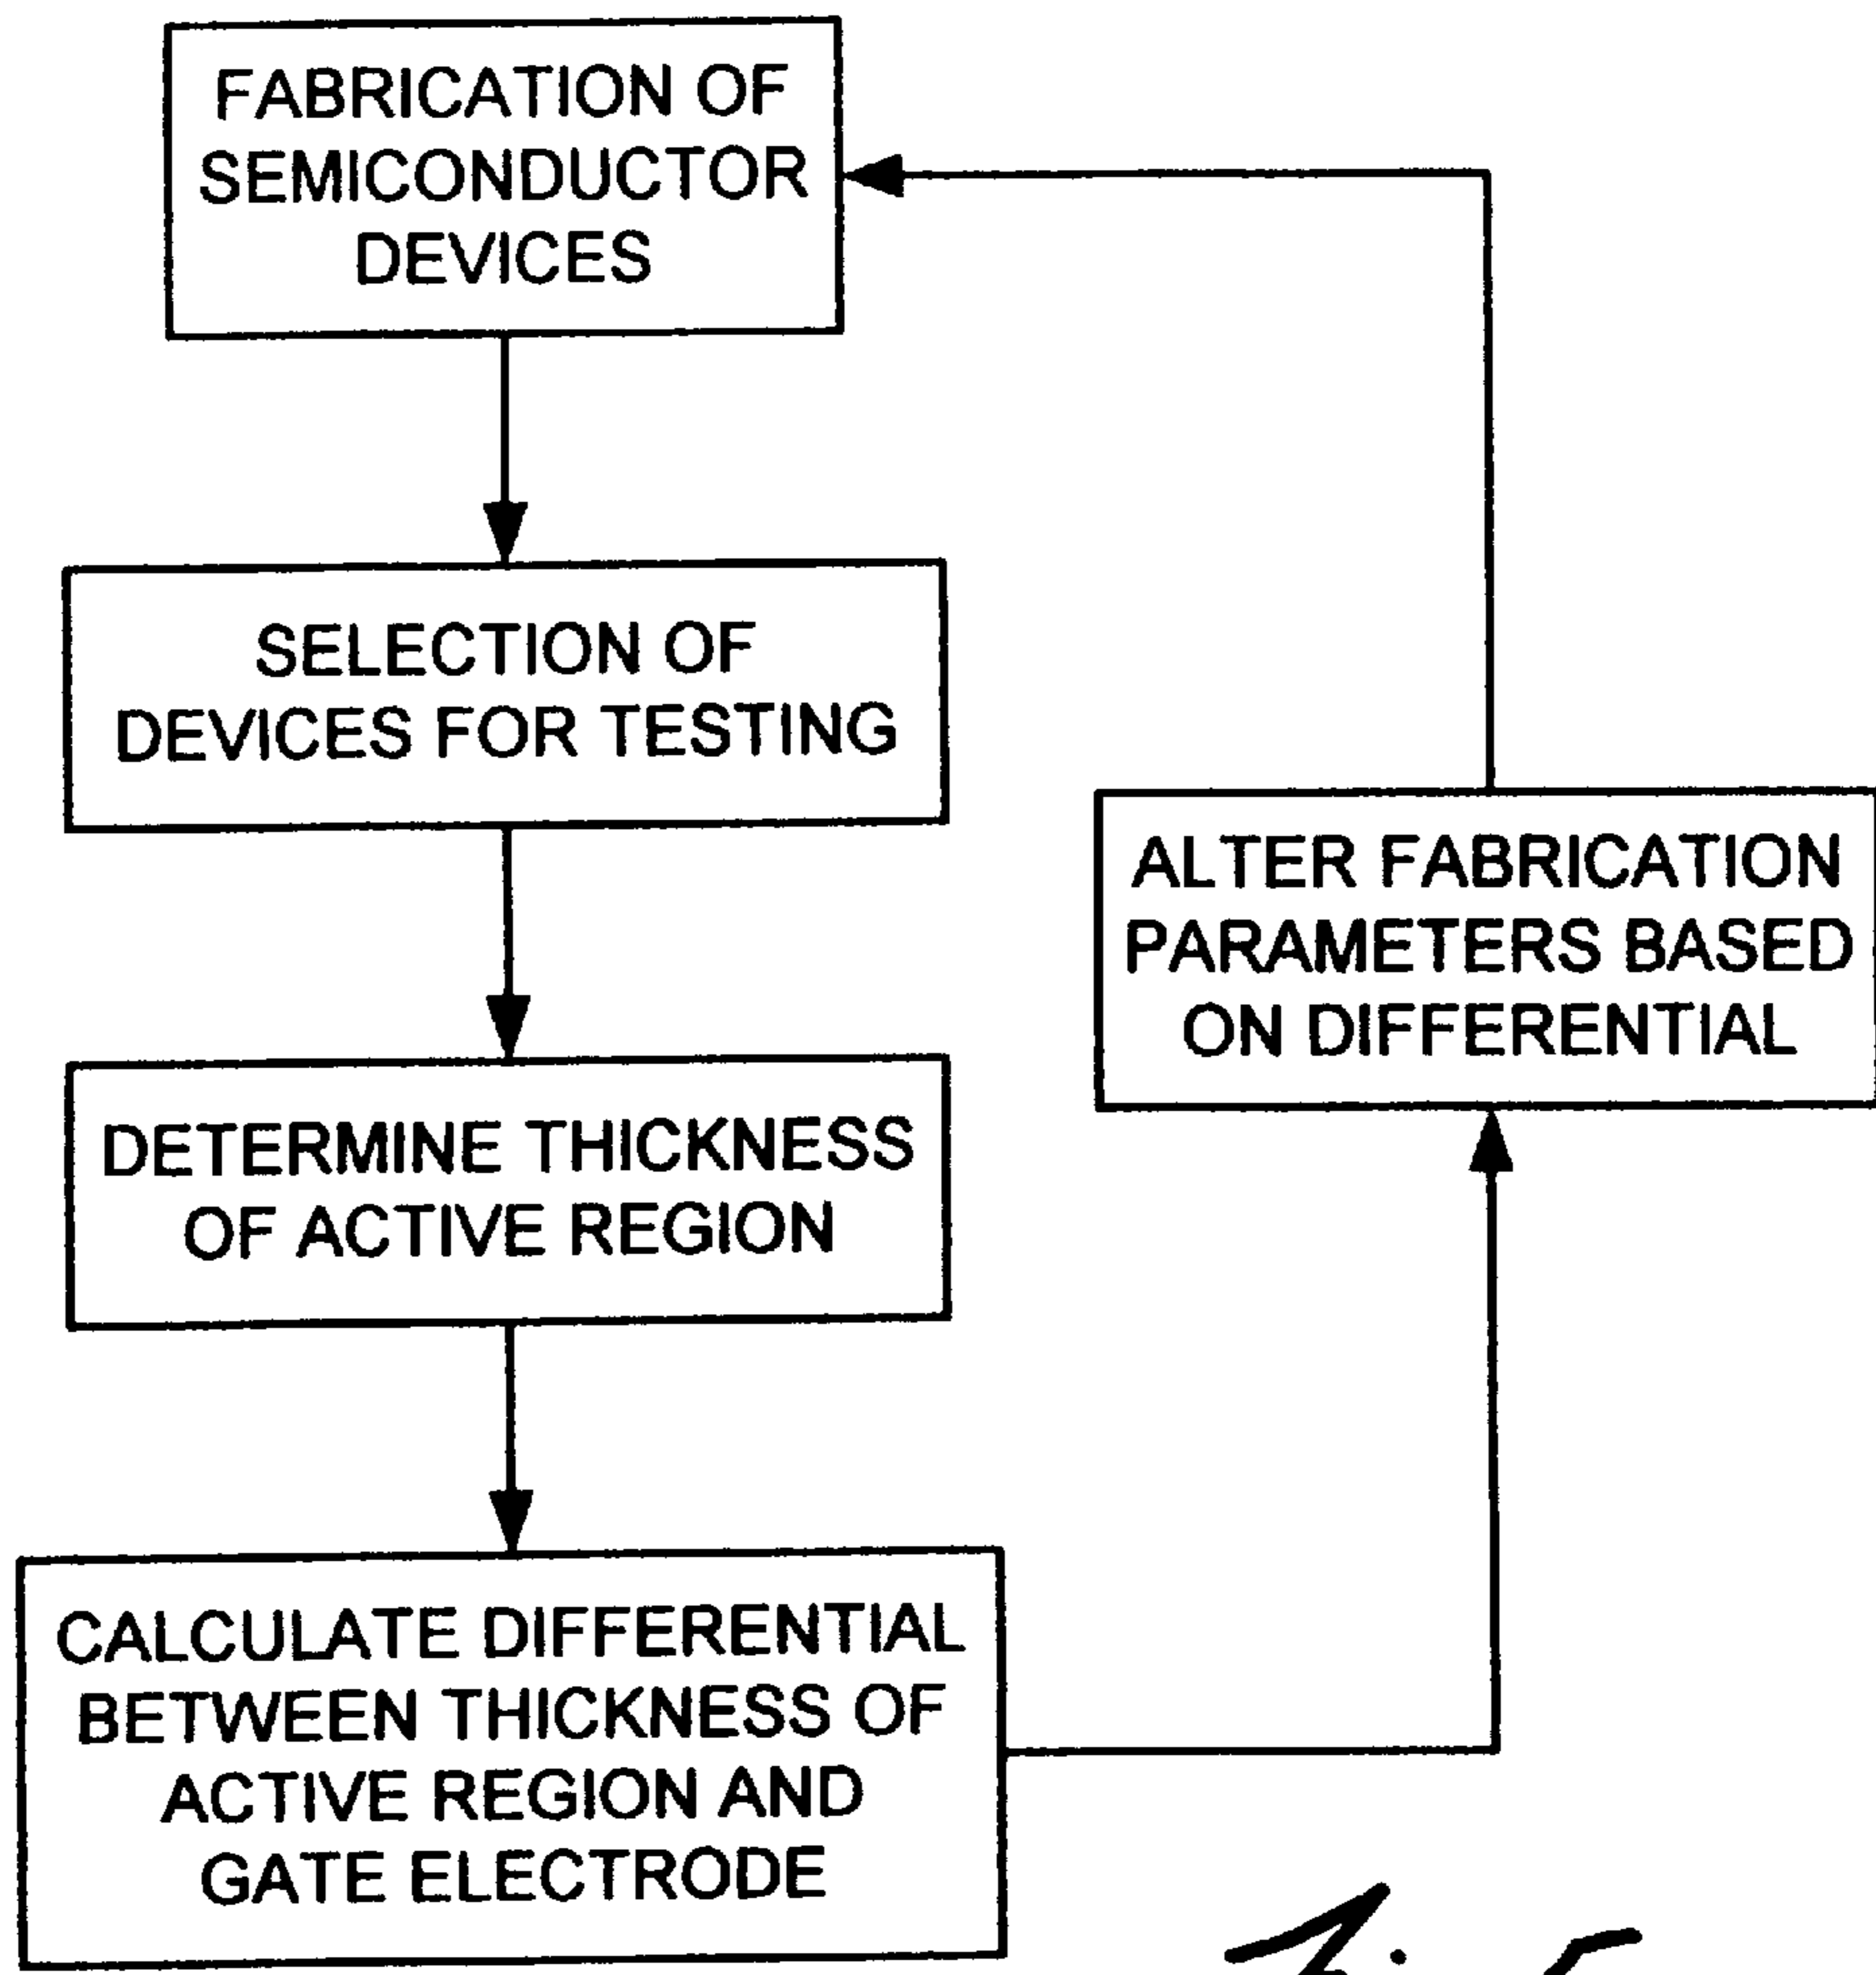 FABRICATION OF
SEMICONDUCTOR
DEVICES
SELECTION OF
DEVICES FOR TESTING
DETERMINE THICKNESS
OF ACTIVE REGION
CALCULATE DIFFERENTIAL
BETWEEN THICKNESS OF
ACTIVE REGION AND
GATE ELECTRODE
ALTER FABRICATION
PARAMETERS BASED
ON DIFFERENTIAL